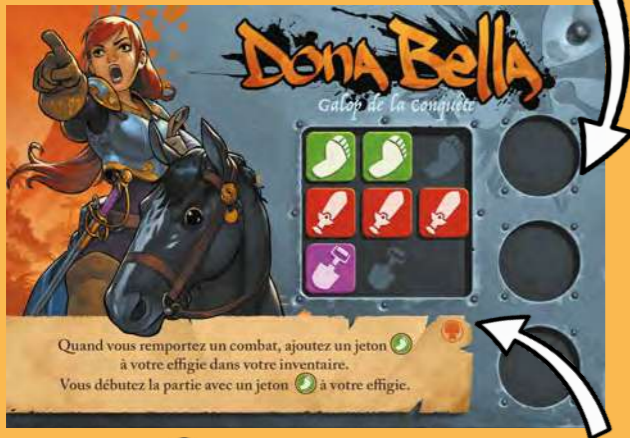 Dona Bella
Galop de la Conquête
Quand vous remportez un combat, ajoutez un jeton
à votre effigie dans votre inventaire.
Vous débutez la partie avec un jeton à votre effigie.